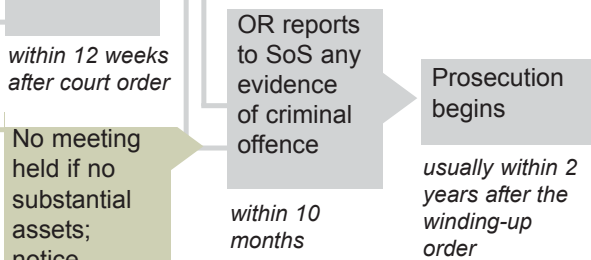 within 12 weeks
after court order
No meeting
held if no
substantial
assets;
notice
OR reports
to SoS any
evidence
of criminal
offence
within 10
months
Prosecution
begins
usually within 2
years after the
winding-up
order